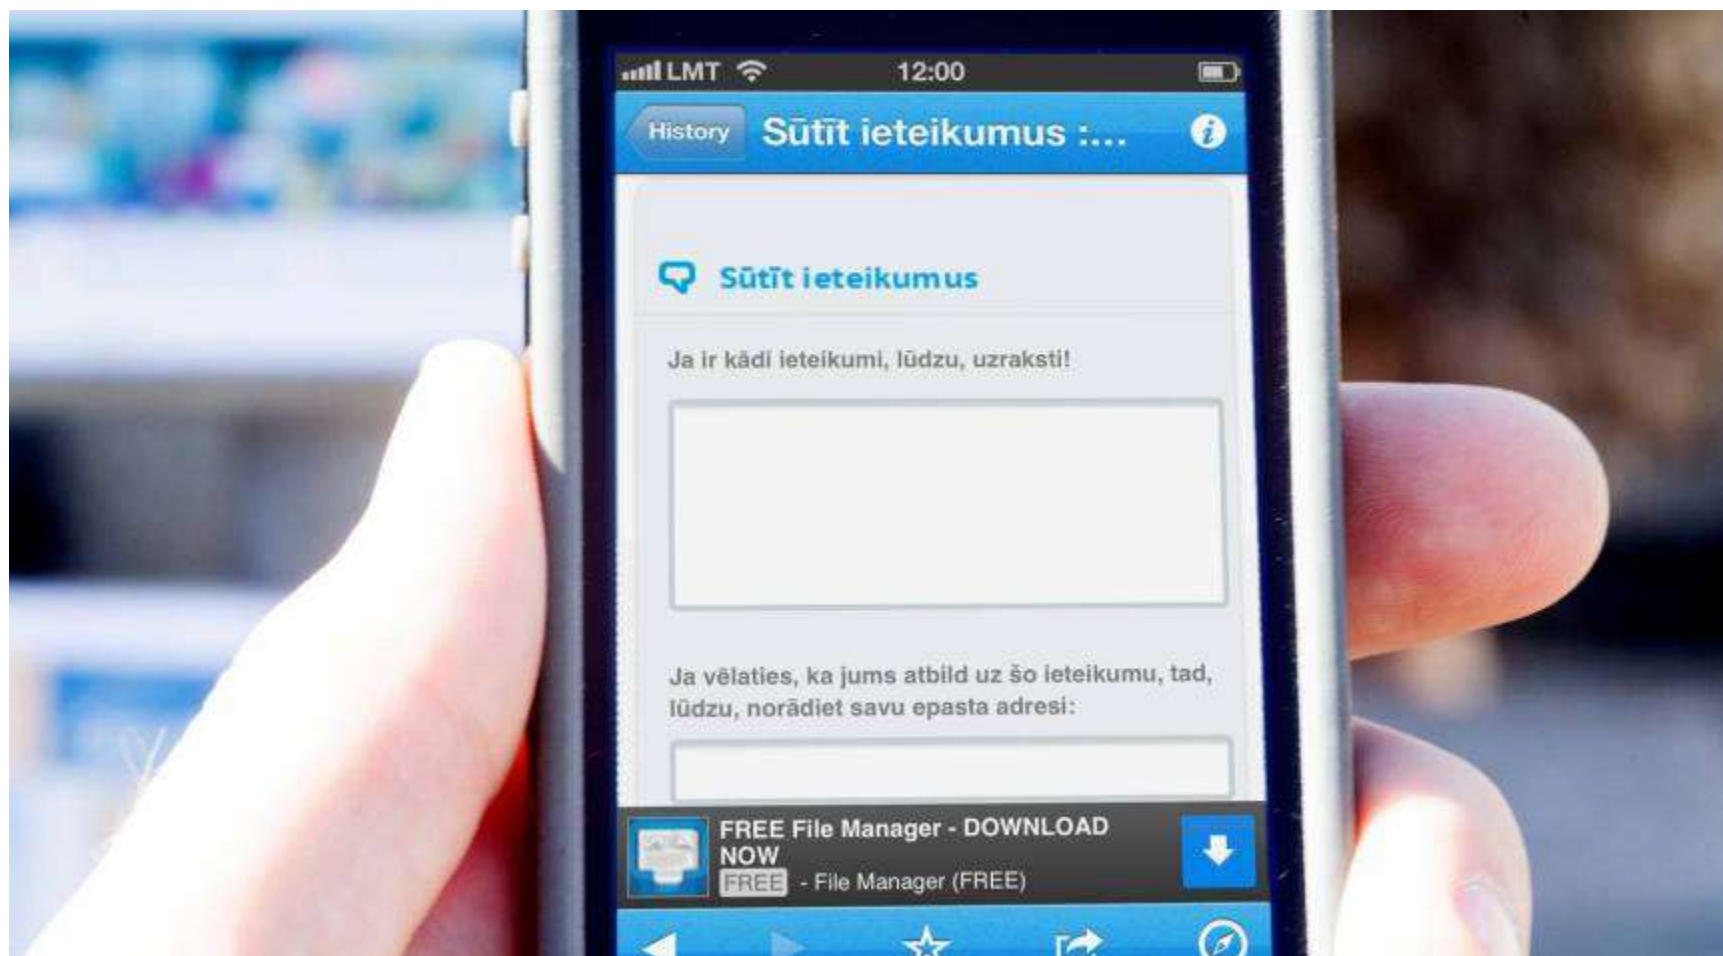 LMT 12:00
History Sūtīt ieteikumus :....
Sūtīt ieteikumus
Ja ir kādi ieteikumi, lūdzu, uzraksti!
Ja vēlaties, ka jums atbild uz šo ieteikumu, tad,
lūdzu, norādiet savu epasta adresi:
FREE File Manager - DOWNLOAD
NOW
FREE - File Manager (FREE)